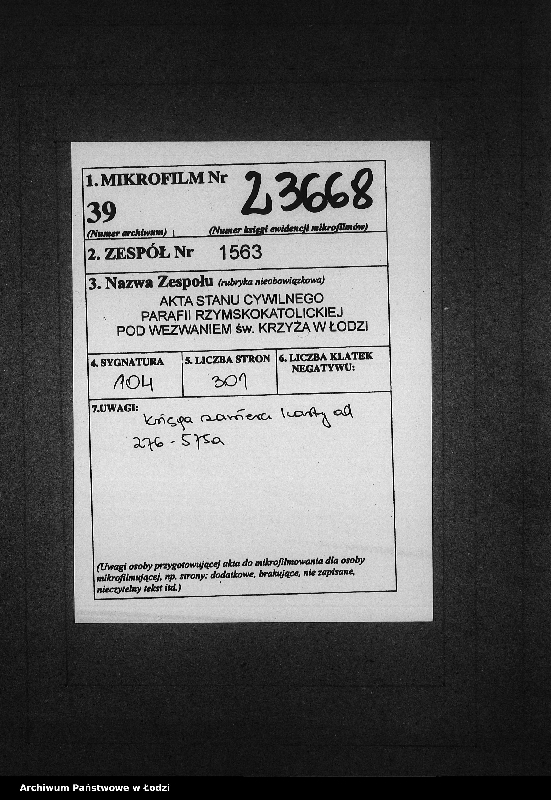 1. MIKROFILM Nr 23668
39
(Numer archiwum) (Numer księgi ewidencji mikrofilmów)
2. ZESPÓŁ Nr 1563
3. Nazwa Zespołu (rubryka nieobowiązkowa)
AKTA STANU CYWILNEGO
PARAFII RZYMSKOKATOLICKIEJ
POD WEZWANIEM św. KRZYŻA W ŁODZI
4. SYGNATURA 5. LICZBA STRON 6. LICZBA KLATEK
NEGATYWU:
104 301
7.UWAGI:
księga zawiera karty od
276 - 575a
(Uwagi osoby przygotowującej akta do mikrofilmowania dla osoby
mikrofilmującej, np. strony: dodatkowe, brakujące, nie zapisane,
nieczytelny tekst itd.)
Archiwum Państwowe w Łodzi